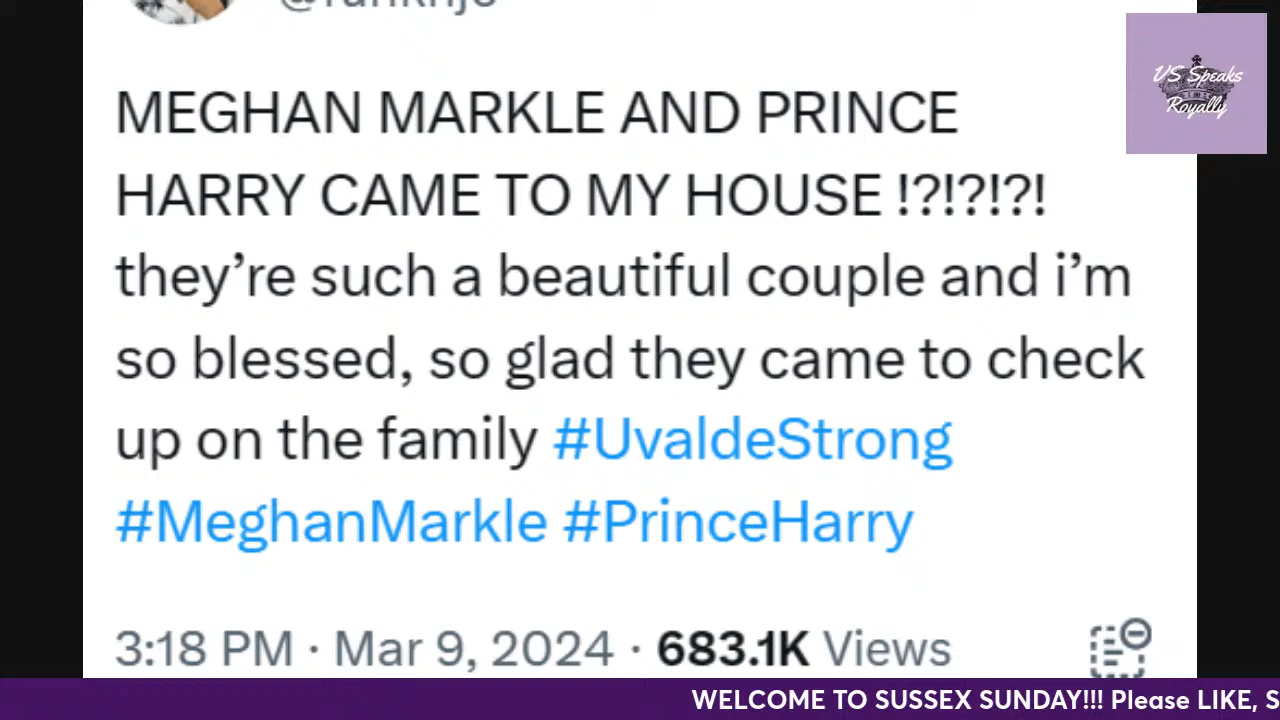 MEGHAN MARKLE AND PRINCE
HARRY CAME TO MY HOUSE !?!?!?!
they’re such a beautiful couple and i’m
so blessed, so glad they came to check
up on the family #UvaldeStrong
#MeghanMarkle #PrinceHarry
3:18 PM · Mar 9, 2024 · 683.1K Views
VS Speaks
Royally
WELCOME TO SUSSEX SUNDAY!!! Please LIKE, S